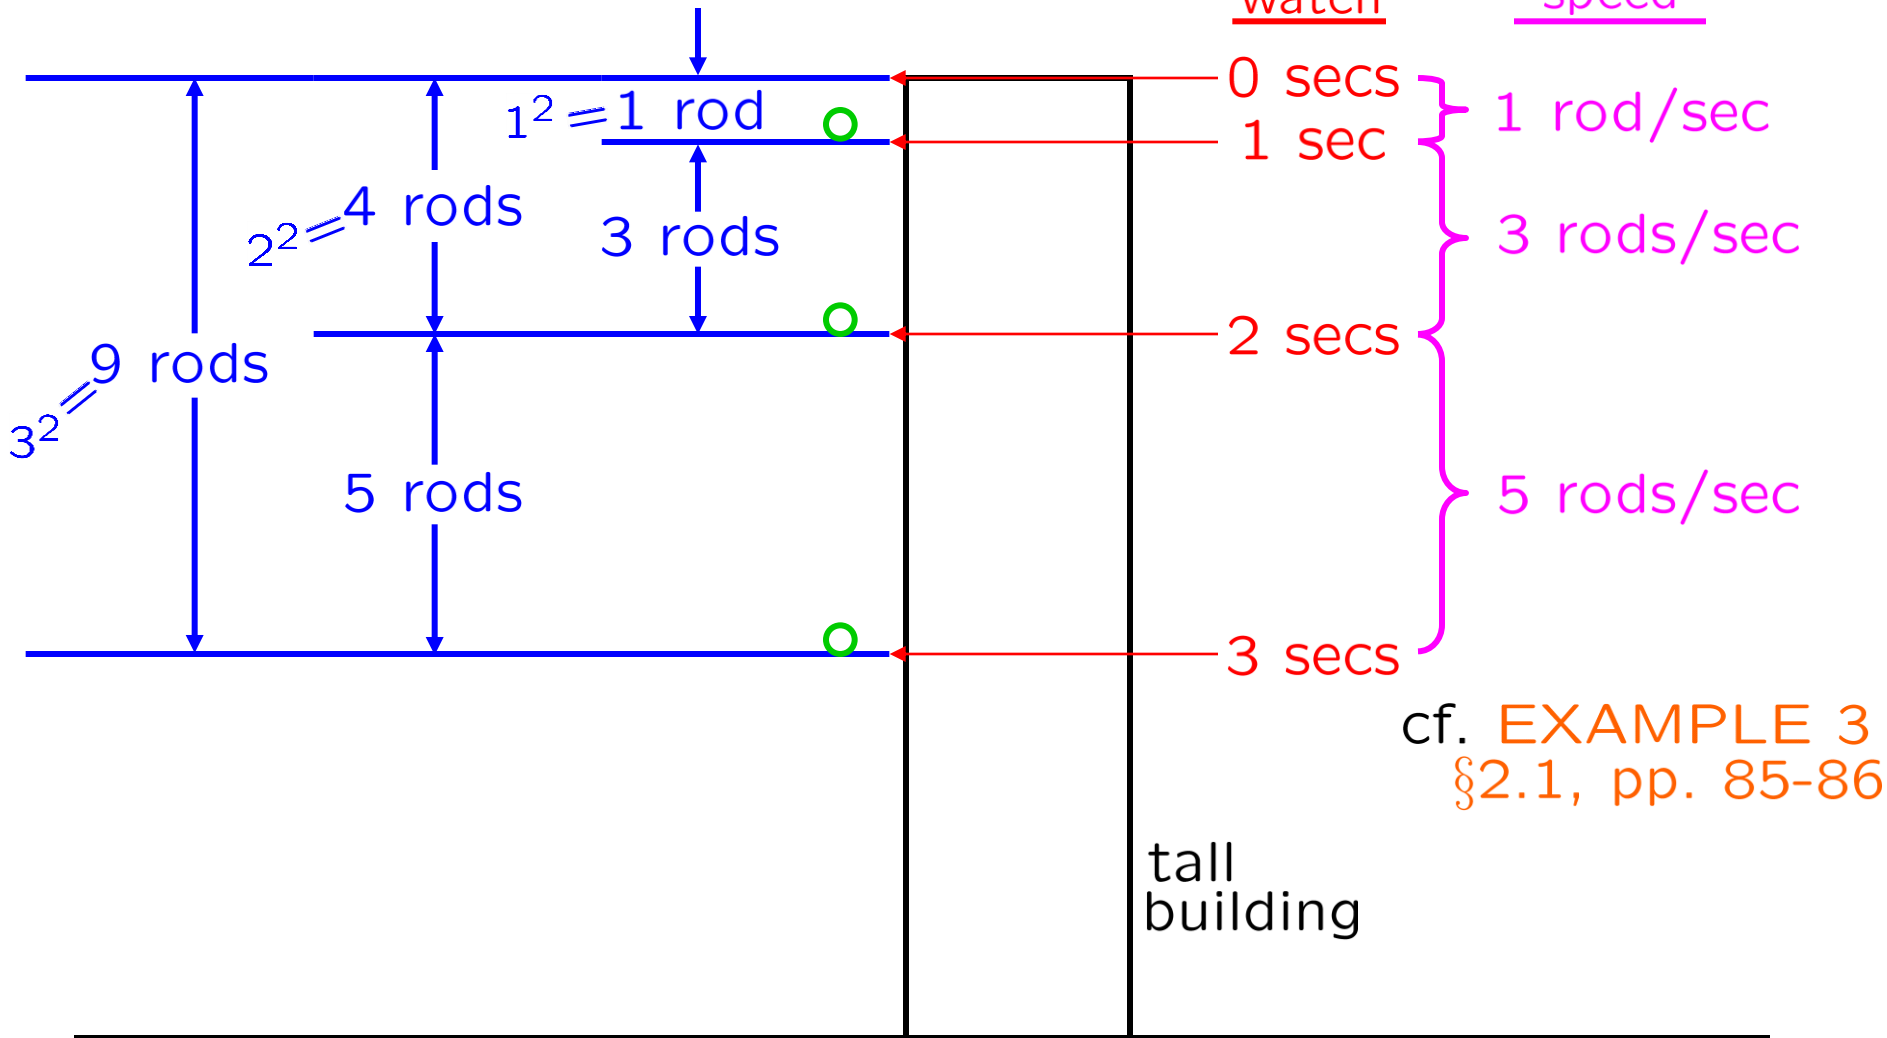 watch speed
0 secs
1² = 1 rod
1 rod/sec
1 sec
2² = 4 rods
3 rods
3 rods/sec
2 secs
3² = 9 rods
5 rods
5 rods/sec
3 secs
cf. EXAMPLE 3
§2.1, pp. 85-86
tall
building